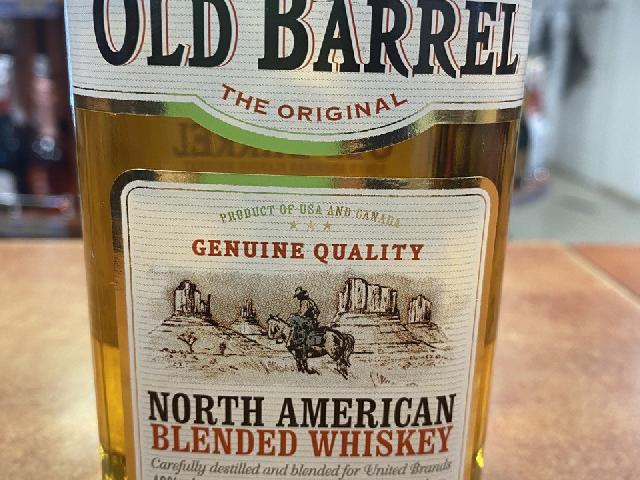 OLD BARREL
THE ORIGINAL
PRODUCT OF USA AND CANADA
GENUINE QUALITY
NORTH AMERICAN
BLENDED WHISKEY
Carefully destilled and blended for United Brands